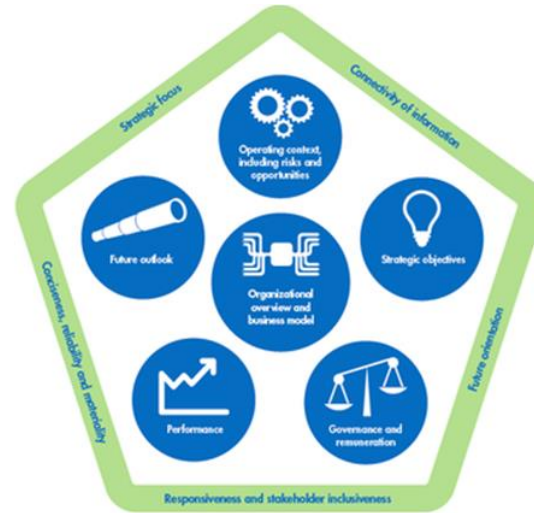 Strategic focus
Connectivity of information
Operating context,
including risks and
opportunities
Future outlook
Strategic objectives
Organizational
overview and
business model
Conciseness, reliability and materiality
Future orientation
Performance
Governance and
remuneration
Responsiveness and stakeholder inclusiveness